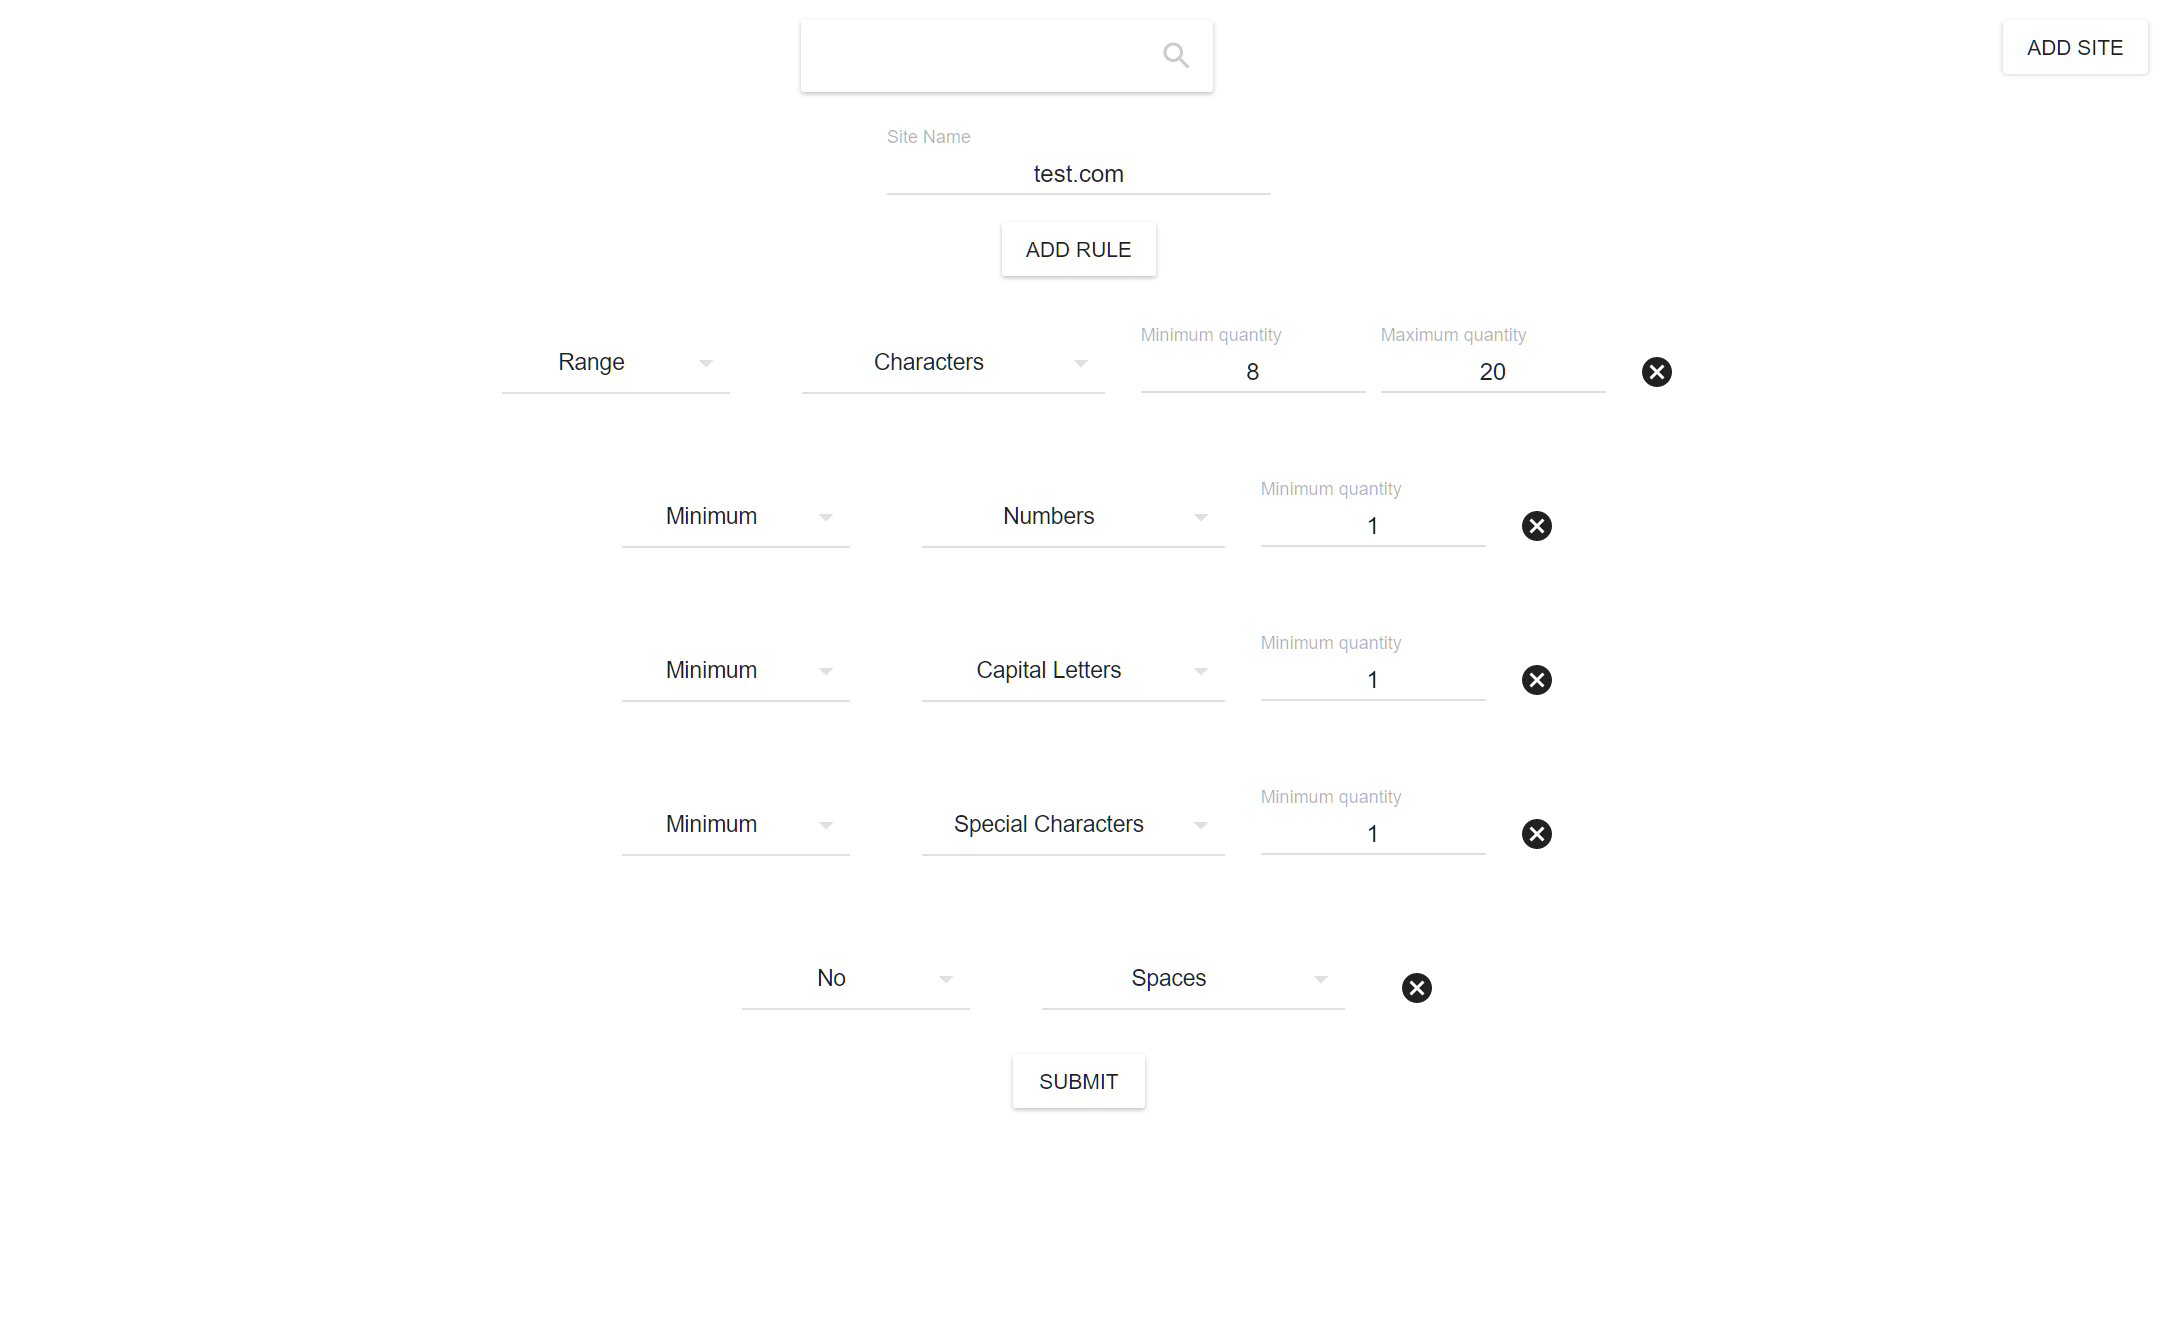 ADD SITE
Site Name
test.com
ADD RULE
Range Characters Minimum quantity 8 Maximum quantity 20
Minimum Numbers Minimum quantity 1
Minimum Capital Letters Minimum quantity 1
Minimum Special Characters Minimum quantity 1
No Spaces
SUBMIT